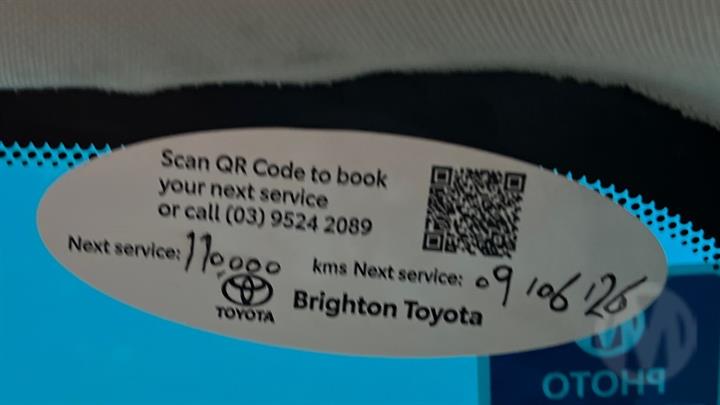 Scan QR Code to book
your next service
or call (03) 9524 2089
Next service: 110,000 kms Next service: 09/06/26
TOYOTA Brighton Toyota
PHOTO